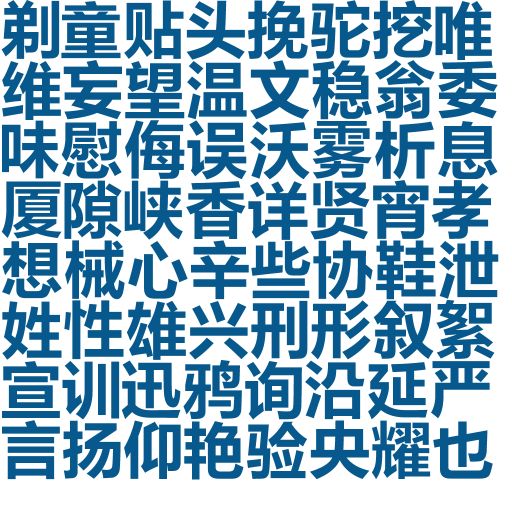 剃童贴头挽驼挖唯
维妄望温文稳翁委
味慰侮误沃雾析息
厦隙峡香详贤宵孝
想械心辛些协鞋泄
姓性雄兴刑形叙絮
宣训迅鸦询沿延严
言扬仰艳验央耀也